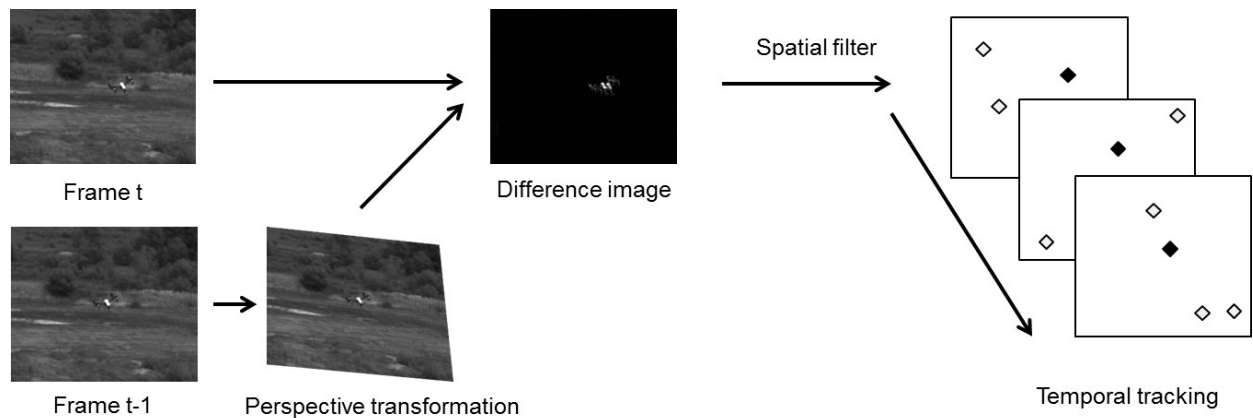 Spatial filter
Frame t
Difference image
Frame t-1
Perspective transformation
Temporal tracking